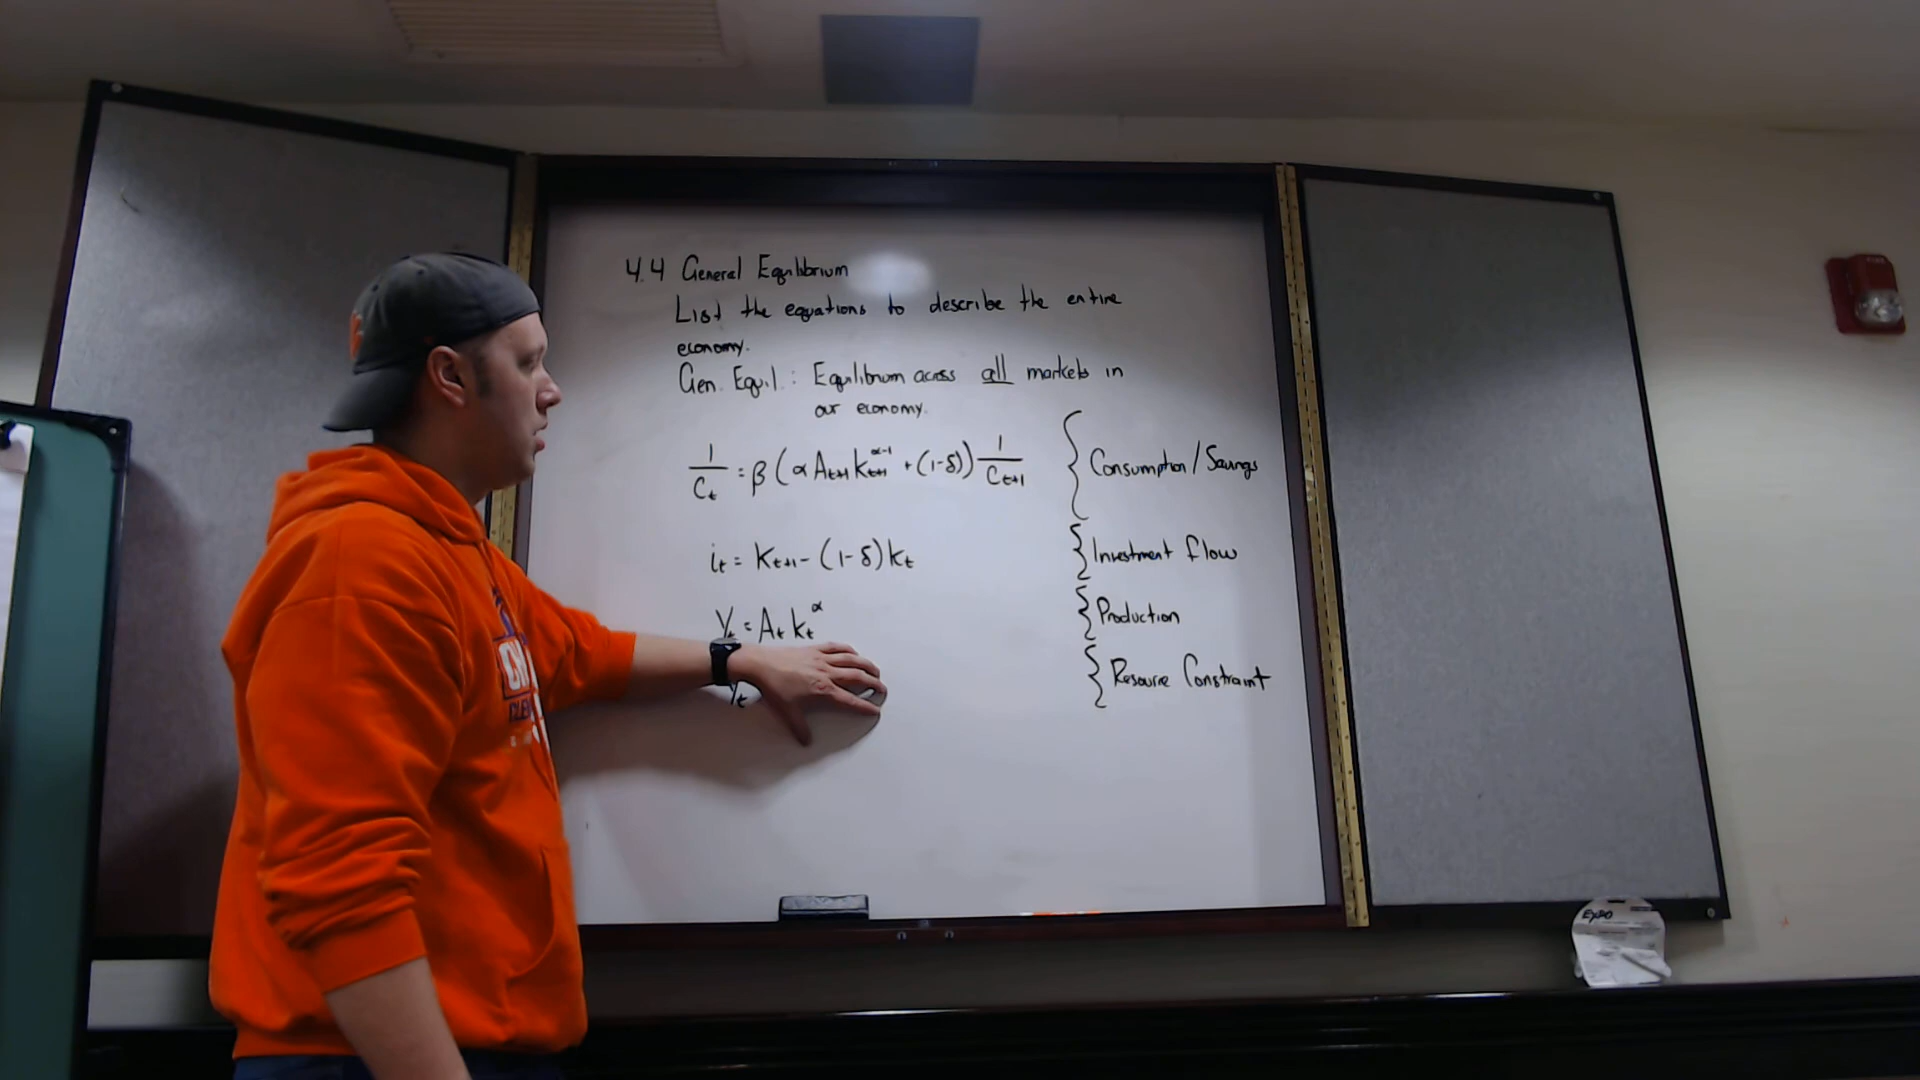 4.4 General Equilibrium
List the equations to describe the entire
economy.
Gen. Equil.: Equilibrium across all markets in
our economy.
1/C_t = β(αA_{t+1}K_{t+1}^{α-1} + (1-δ)) 1/C_{t+1} { Consumption/Savings
i_t = K_{t+1} - (1-δ)K_t { Investment flow
Y_t = A_t K_t^α { Production
Y_t { Resource Constraint
EXPO